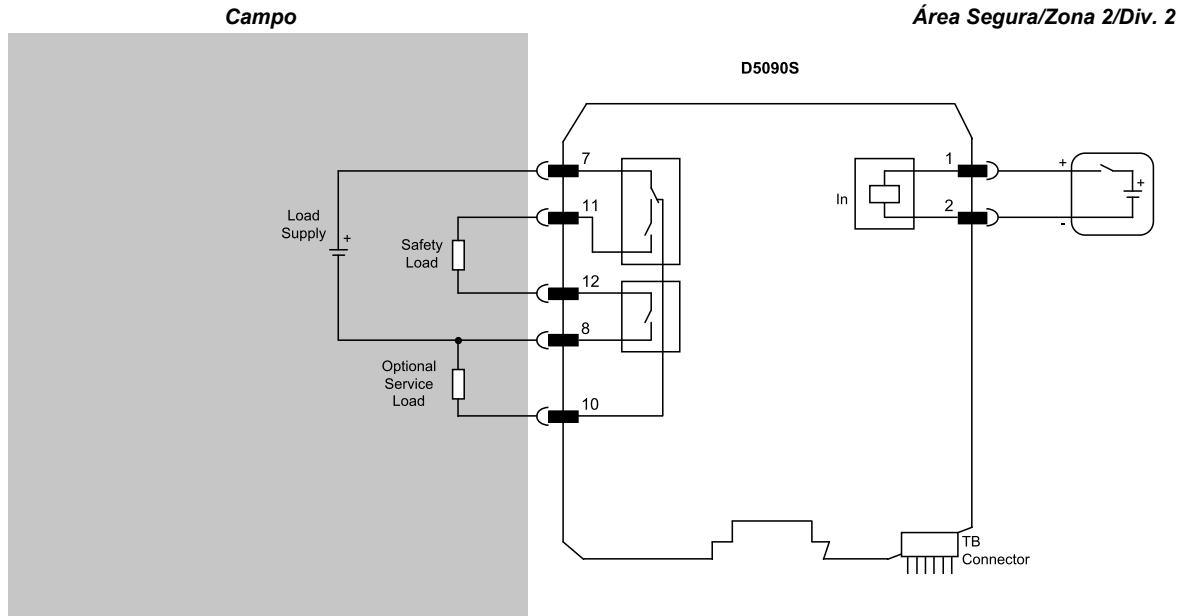 Campo
Área Segura/Zona 2/Div. 2
D5090S
7
1
+
+
In
11
2
-
Load
Supply
+
Safety
Load
12
8
Optional
Service
Load
10
TB
Connector